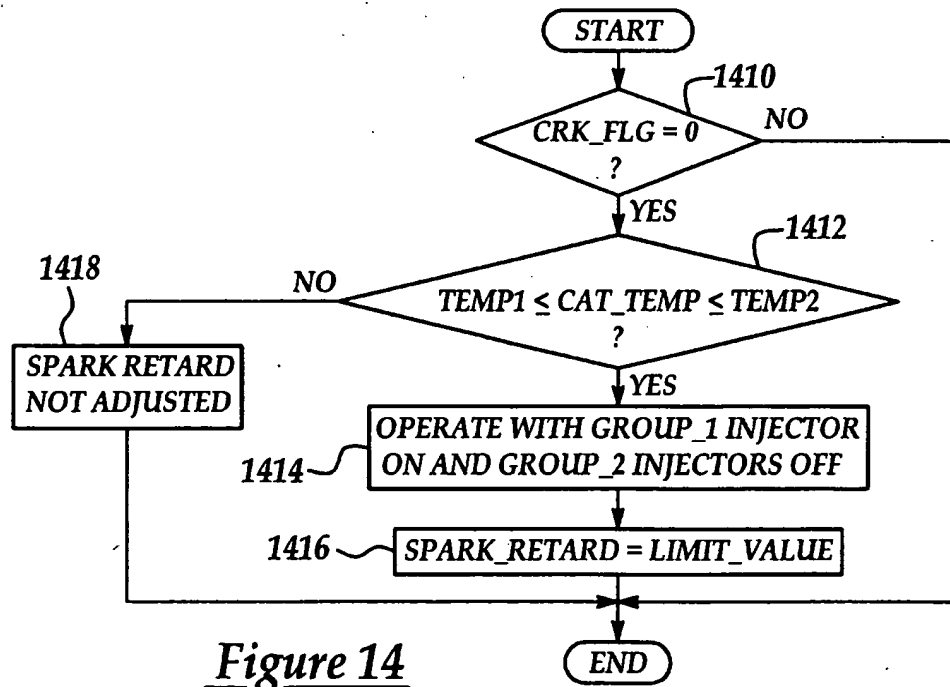 START
1410
CRK_FLG = 0
?
NO
YES
1412
TEMP1 ≤ CAT_TEMP ≤ TEMP2
?
NO
1418
SPARK RETARD
NOT ADJUSTED
YES
OPERATE WITH GROUP_1 INJECTOR
ON AND GROUP_2 INJECTORS OFF
1414
1416
SPARK_RETARD = LIMIT_VALUE
END
Figure 14